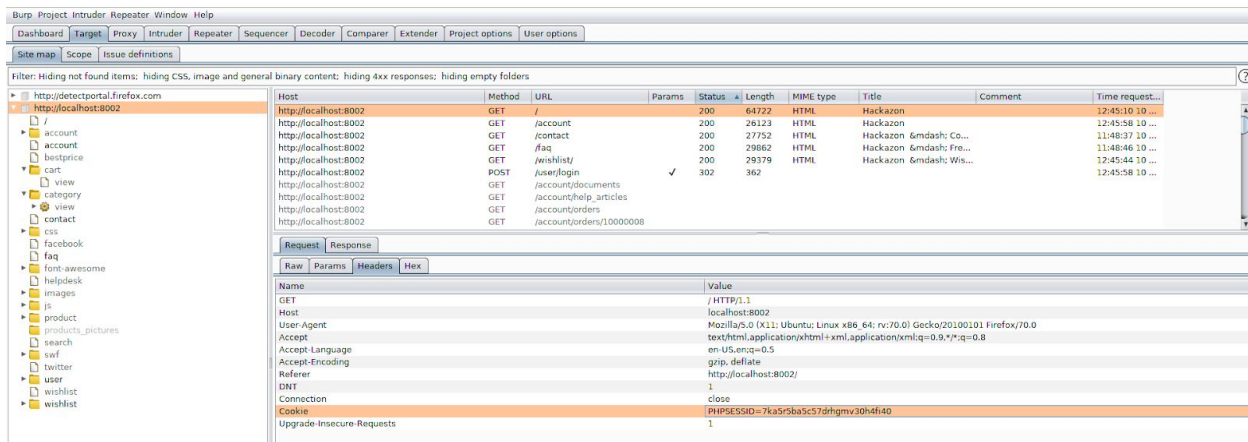 Burp Project Intruder Repeater Window Help
Dashboard Target Proxy Intruder Repeater Sequencer Decoder Comparer Extender Project options User options
Site map Scope Issue definitions
Filter: Hiding not found items; hiding CSS, image and general binary content; hiding 4xx responses; hiding empty folders
?
http://detectportal.firefox.com
http://localhost:8002
/
account
account
bestprice
cart
view
category
view
contact
css
facebook
faq
font-awesome
helpdesk
images
js
product
products_pictures
search
swf
twitter
user
wishlist
wishlist
Host Method URL Params Status Length MIME type Title Comment Time request...
http://localhost:8002 GET / 200 64722 HTML Hackazon 12:45:10 10 ...
http://localhost:8002 GET /account 200 26123 HTML Hackazon 12:45:58 10 ...
http://localhost:8002 GET /contact 200 27752 HTML Hackazon &mdash; Co... 11:48:37 10 ...
http://localhost:8002 GET /faq 200 29862 HTML Hackazon &mdash; Fre... 11:48:46 10 ...
http://localhost:8002 GET /wishlist/ 200 29379 HTML Hackazon &mdash; Wis... 12:45:44 10 ...
http://localhost:8002 POST /user/login ✓ 302 362 12:45:58 10 ...
http://localhost:8002 GET /account/documents
http://localhost:8002 GET /account/help_articles
http://localhost:8002 GET /account/orders
http://localhost:8002 GET /account/orders/10000008
Request Response
Raw Params Headers Hex
Name Value
GET / HTTP/1.1
Host localhost:8002
User-Agent Mozilla/5.0 (X11; Ubuntu; Linux x86_64; rv:70.0) Gecko/20100101 Firefox/70.0
Accept text/html,application/xhtml+xml,application/xml;q=0.9,*/*;q=0.8
Accept-Language en-US,en;q=0.5
Accept-Encoding gzip, deflate
Referer http://localhost:8002/
DNT 1
Connection close
Cookie PHPSESSID=7ka5r5ba5c57drhgmv30h4fi40
Upgrade-Insecure-Requests 1